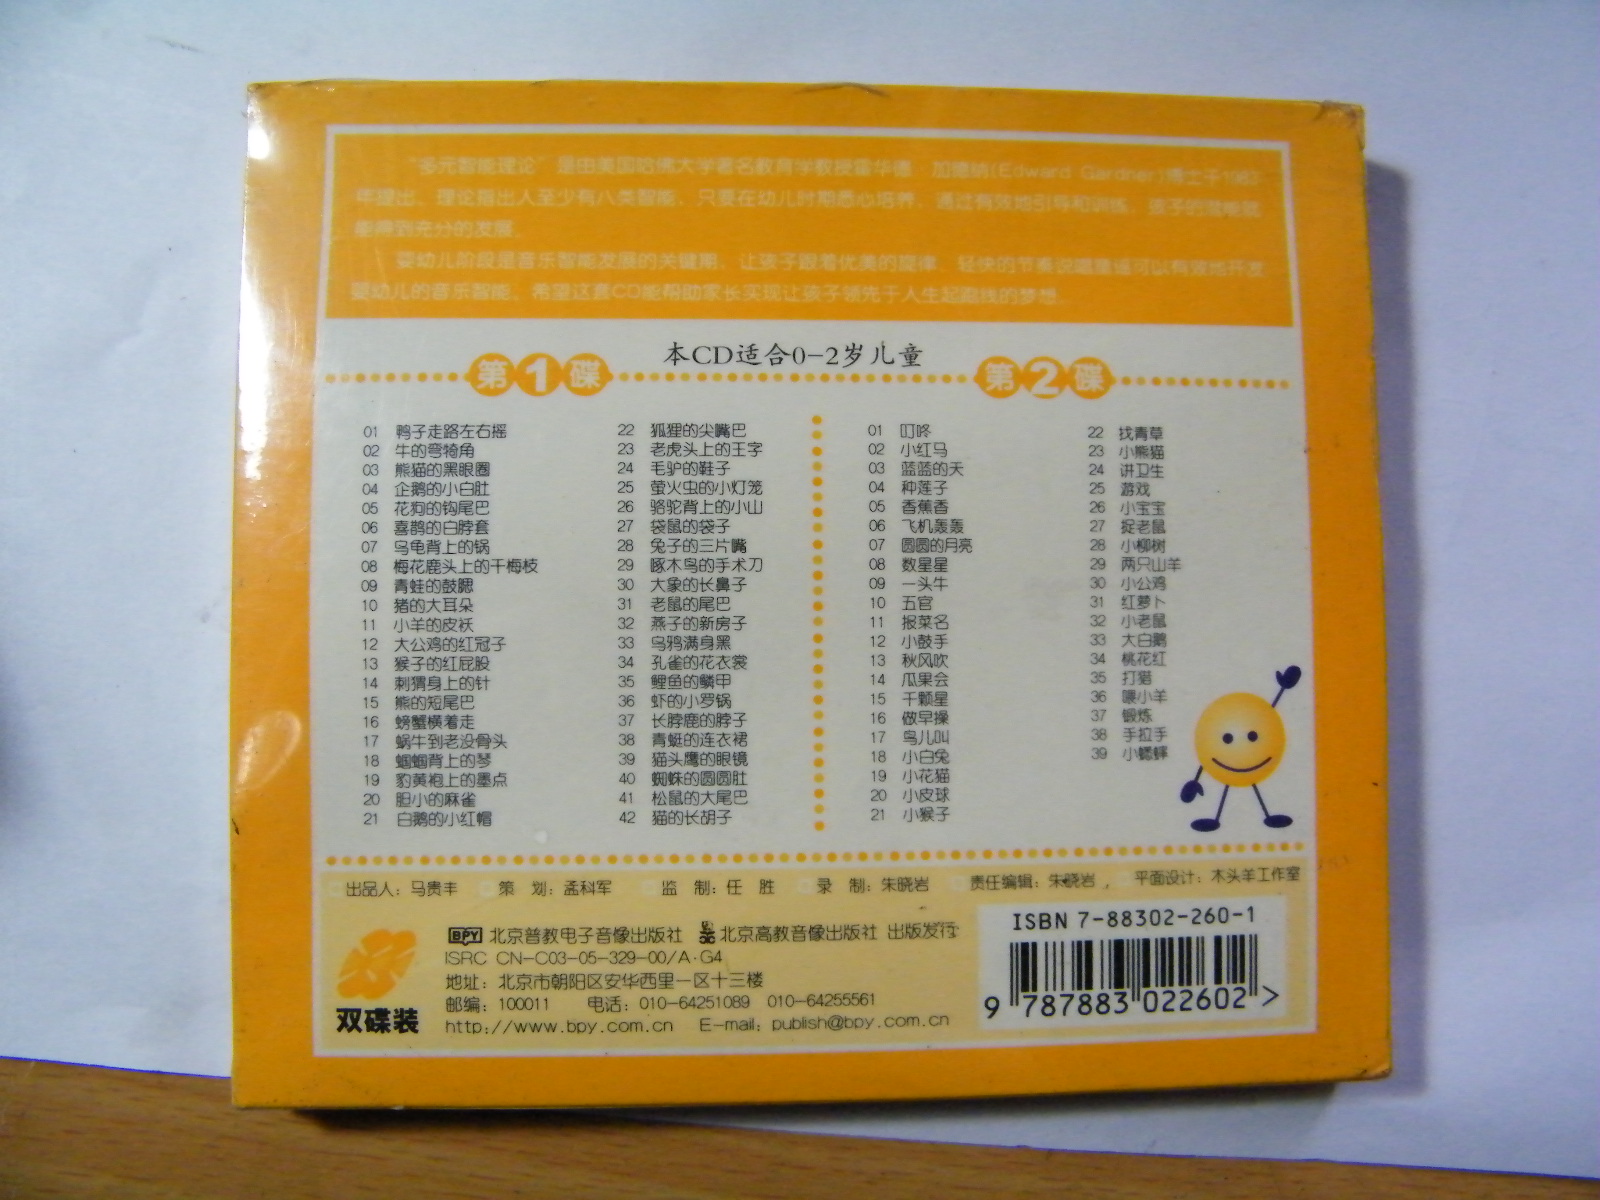 “多元智能理论”是由美国哈佛大学著名教育学教授霍华德 加德纳(Edward Gardner)博士于1983
年提出。理论指出人至少有八类智能，只要在幼儿时期悉心培养，通过有效地引导和训练，孩子的潜能就
能得到充分的发展。
婴幼儿阶段是音乐智能发展的关键期，让孩子跟着优美的旋律、轻快的节奏说唱童谣可以有效地开发
婴幼儿的音乐智能。希望这套CD能帮助家长实现让孩子领先于人生起跑线的梦想。
本CD适合0-2岁儿童
第1碟
01 鸭子走路左右摇
02 牛的弯犄角
03 熊猫的黑眼圈
04 企鹅的小白肚
05 花狗的钩尾巴
06 喜鹊的白脖套
07 乌龟背上的锅
08 梅花鹿头上的干梅枝
09 青蛙的鼓腮
10 猪的大耳朵
11 小羊的皮袄
12 大公鸡的红冠子
13 猴子的红屁股
14 刺猬身上的针
15 熊的短尾巴
16 螃蟹横着走
17 蜗牛到老没骨头
18 蝈蝈背上的琴
19 豹黄袍上的墨点
20 胆小的麻雀
21 白鹅的小红帽
22 狐狸的尖嘴巴
23 老虎头上的王字
24 毛驴的鞋子
25 萤火虫的小灯笼
26 骆驼背上的小山
27 袋鼠的袋子
28 兔子的三片嘴
29 啄木鸟的手术刀
30 大象的长鼻子
31 老鼠的尾巴
32 燕子的新房子
33 乌鸦满身黑
34 孔雀的花衣裳
35 鲤鱼的鳞甲
36 虾的小罗锅
37 长脖鹿的脖子
38 青蜓的连衣裙
39 猫头鹰的眼镜
40 蜘蛛的圆圆肚
41 松鼠的大尾巴
42 猫的长胡子
第2碟
01 叮咚
02 小红马
03 蓝蓝的天
04 种莲子
05 香蕉香
06 飞机轰轰
07 圆圆的月亮
08 数星星
09 一头牛
10 五官
11 报菜名
12 小鼓手
13 秋风吹
14 瓜果会
15 千颗星
16 做早操
17 鸟儿叫
18 小白兔
19 小花猫
20 小皮球
21 小猴子
22 找青草
23 小熊猫
24 讲卫生
25 游戏
26 小宝宝
27 捉老鼠
28 小柳树
29 两只山羊
30 小公鸡
31 红萝卜
32 小老鼠
33 大白鹅
34 桃花红
35 打猎
36 喂小羊
37 锻炼
38 手拉手
39 小蟋蟀
出品人：马贵丰 策 划：孟科军 监 制：任 胜 录 制：朱晓岩 责任编辑：朱晓岩， 平面设计：本头羊工作室
BPY 北京普教电子音像出版社 北京高教音像出版社 出版发行
ISRC CN-C03-05-329-00/A·G4
地址：北京市朝阳区安华西里一区十三楼
邮编：100011 电话：010-64251089 010-64255561
http://www.bpy.com.cn E-mail：publish@bpy.com.cn
双碟装
ISBN 7-88302-260-1
9 787883 022602 >